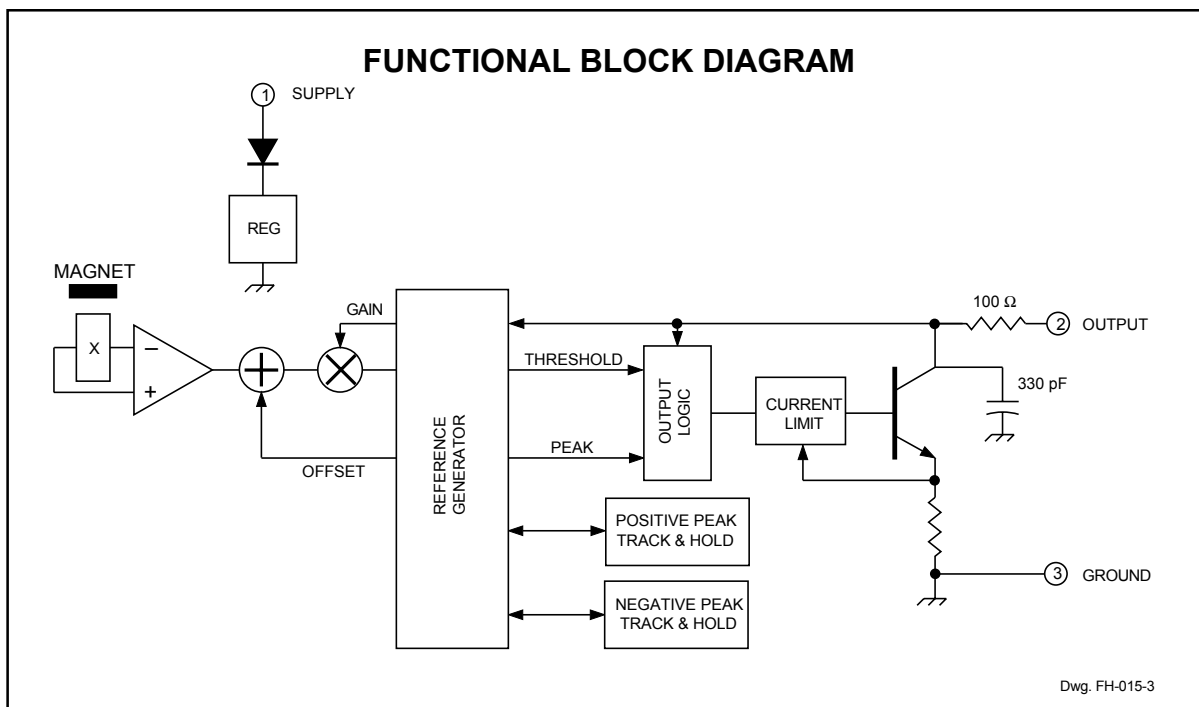 FUNCTIONAL BLOCK DIAGRAM
1 SUPPLY
REG
MAGNET
X
−
+
GAIN
OFFSET
REFERENCE
GENERATOR
THRESHOLD
PEAK
OUTPUT
LOGIC
CURRENT
LIMIT
100 Ω
2 OUTPUT
330 pF
POSITIVE PEAK
TRACK & HOLD
NEGATIVE PEAK
TRACK & HOLD
3 GROUND
Dwg. FH-015-3